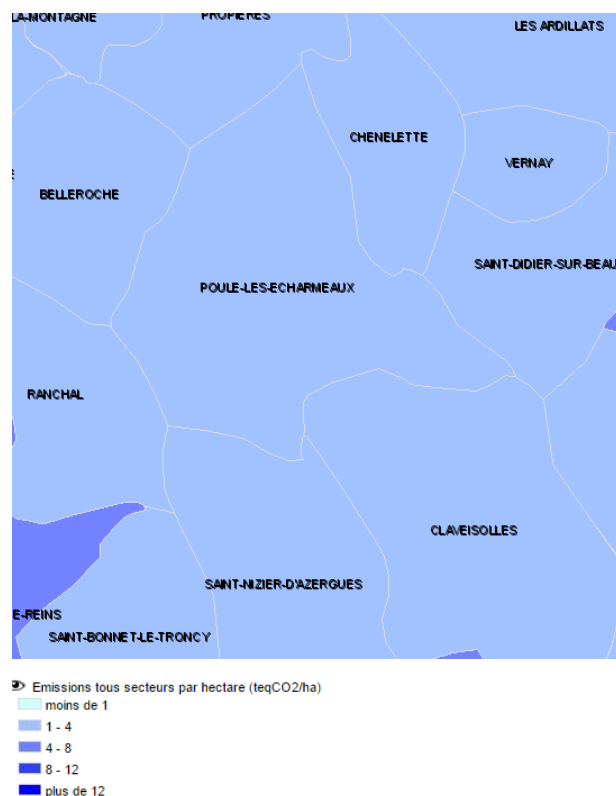 LA-MONTAGNE
PROPIERES
LES ARDILLATS
CHENELETTE
VERNAY
BELLEROCHE
SAINT-DIDIER-SUR-BEAU
POULE-LES-ECHARMEAUX
RANCHAL
CLAVEISOLLES
SAINT-NIZIER-D'AZERGUES
E-REINS
SAINT-BONNET-LE-TRONCY
Emissions tous secteurs par hectare (teqCO2/ha)
moins de 1
1 - 4
4 - 8
8 - 12
plus de 12